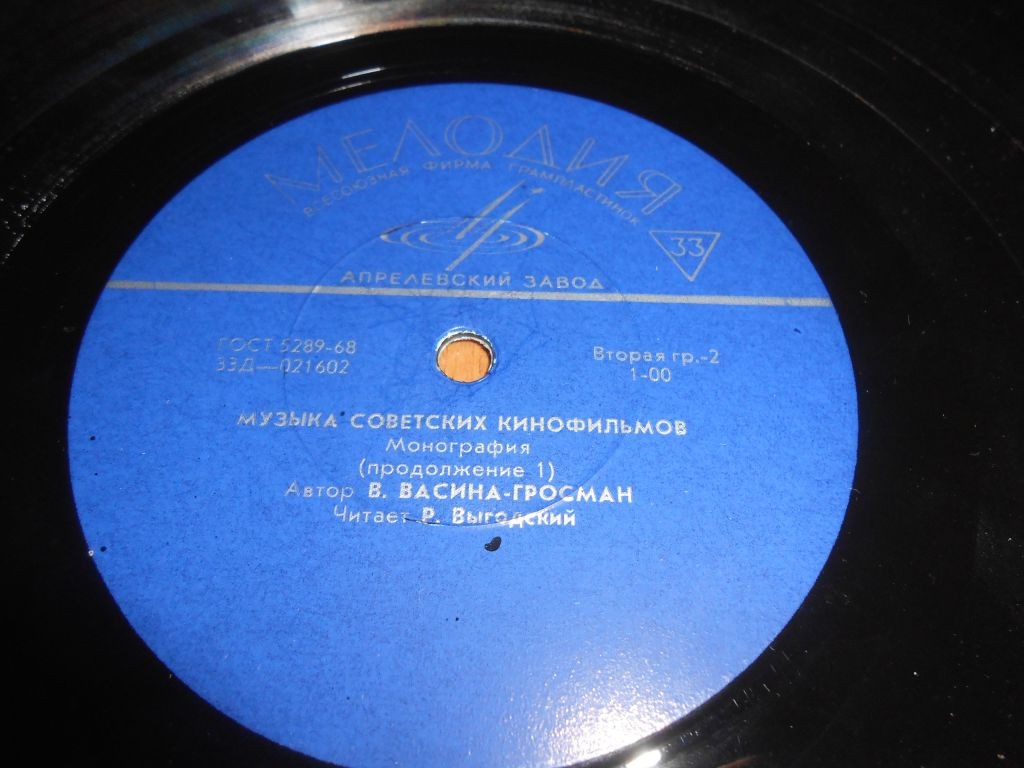 МЕЛОДИЯ
ВСЕСОЮЗНАЯ ФИРМА ГРАМПЛАСТИНОК
33
АПРЕЛЕВСКИЙ ЗАВОД
ГОСТ 5289-68
33Д—021602
Вторая гр.-2
1-00
МУЗЫКА СОВЕТСКИХ КИНОФИЛЬМОВ
Монография
(продолжение 1)
Автор В. ВАСИНА-ГРОСМАН
Читает Р. Выгодский